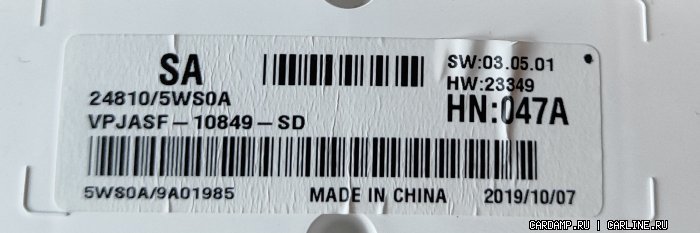 SA
24810/5WS0A
VPJASF-10849-SD
SW:03.05.01
HW:23349
HN:047A
5WS0A/9A01985 MADE IN CHINA 2019/10/07
CARDAMP.RU | CARLINE.RU